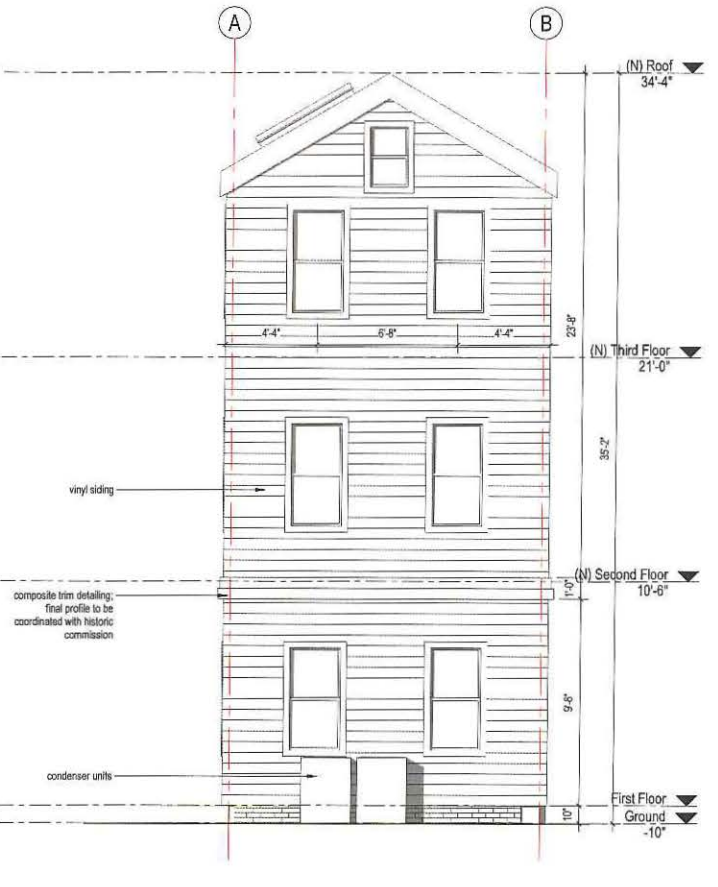 A
B
(N) Roof
34'-4"
4'-4"
6'-8"
4'-4"
23'-8"
(N) Third Floor
21'-0"
35'-2"
vinyl siding
(N) Second Floor
10'-6"
1'-0"
composite trim detailing;
final profile to be
coordinated with historic
commission
9'-8"
condenser units
First Floor
10"
Ground
-10"